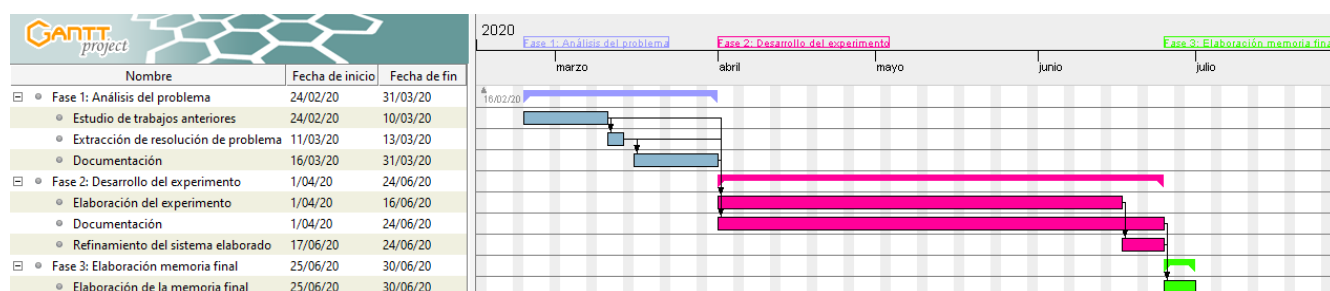 GANTT
project
2020
Fase 1: Análisis del problema Fase 2: Desarrollo del experimento Fase 3: Elaboración memoria fina
marzo abril mayo junio julio
16/02/20
Nombre Fecha de inicio Fecha de fin
Fase 1: Análisis del problema 24/02/20 31/03/20
Estudio de trabajos anteriores 24/02/20 10/03/20
Extracción de resolución de problema 11/03/20 13/03/20
Documentación 16/03/20 31/03/20
Fase 2: Desarrollo del experimento 1/04/20 24/06/20
Elaboración del experimento 1/04/20 16/06/20
Documentación 1/04/20 24/06/20
Refinamiento del sistema elaborado 17/06/20 24/06/20
Fase 3: Elaboración memoria final 25/06/20 30/06/20
Elaboración de la memoria final 25/06/20 30/06/20